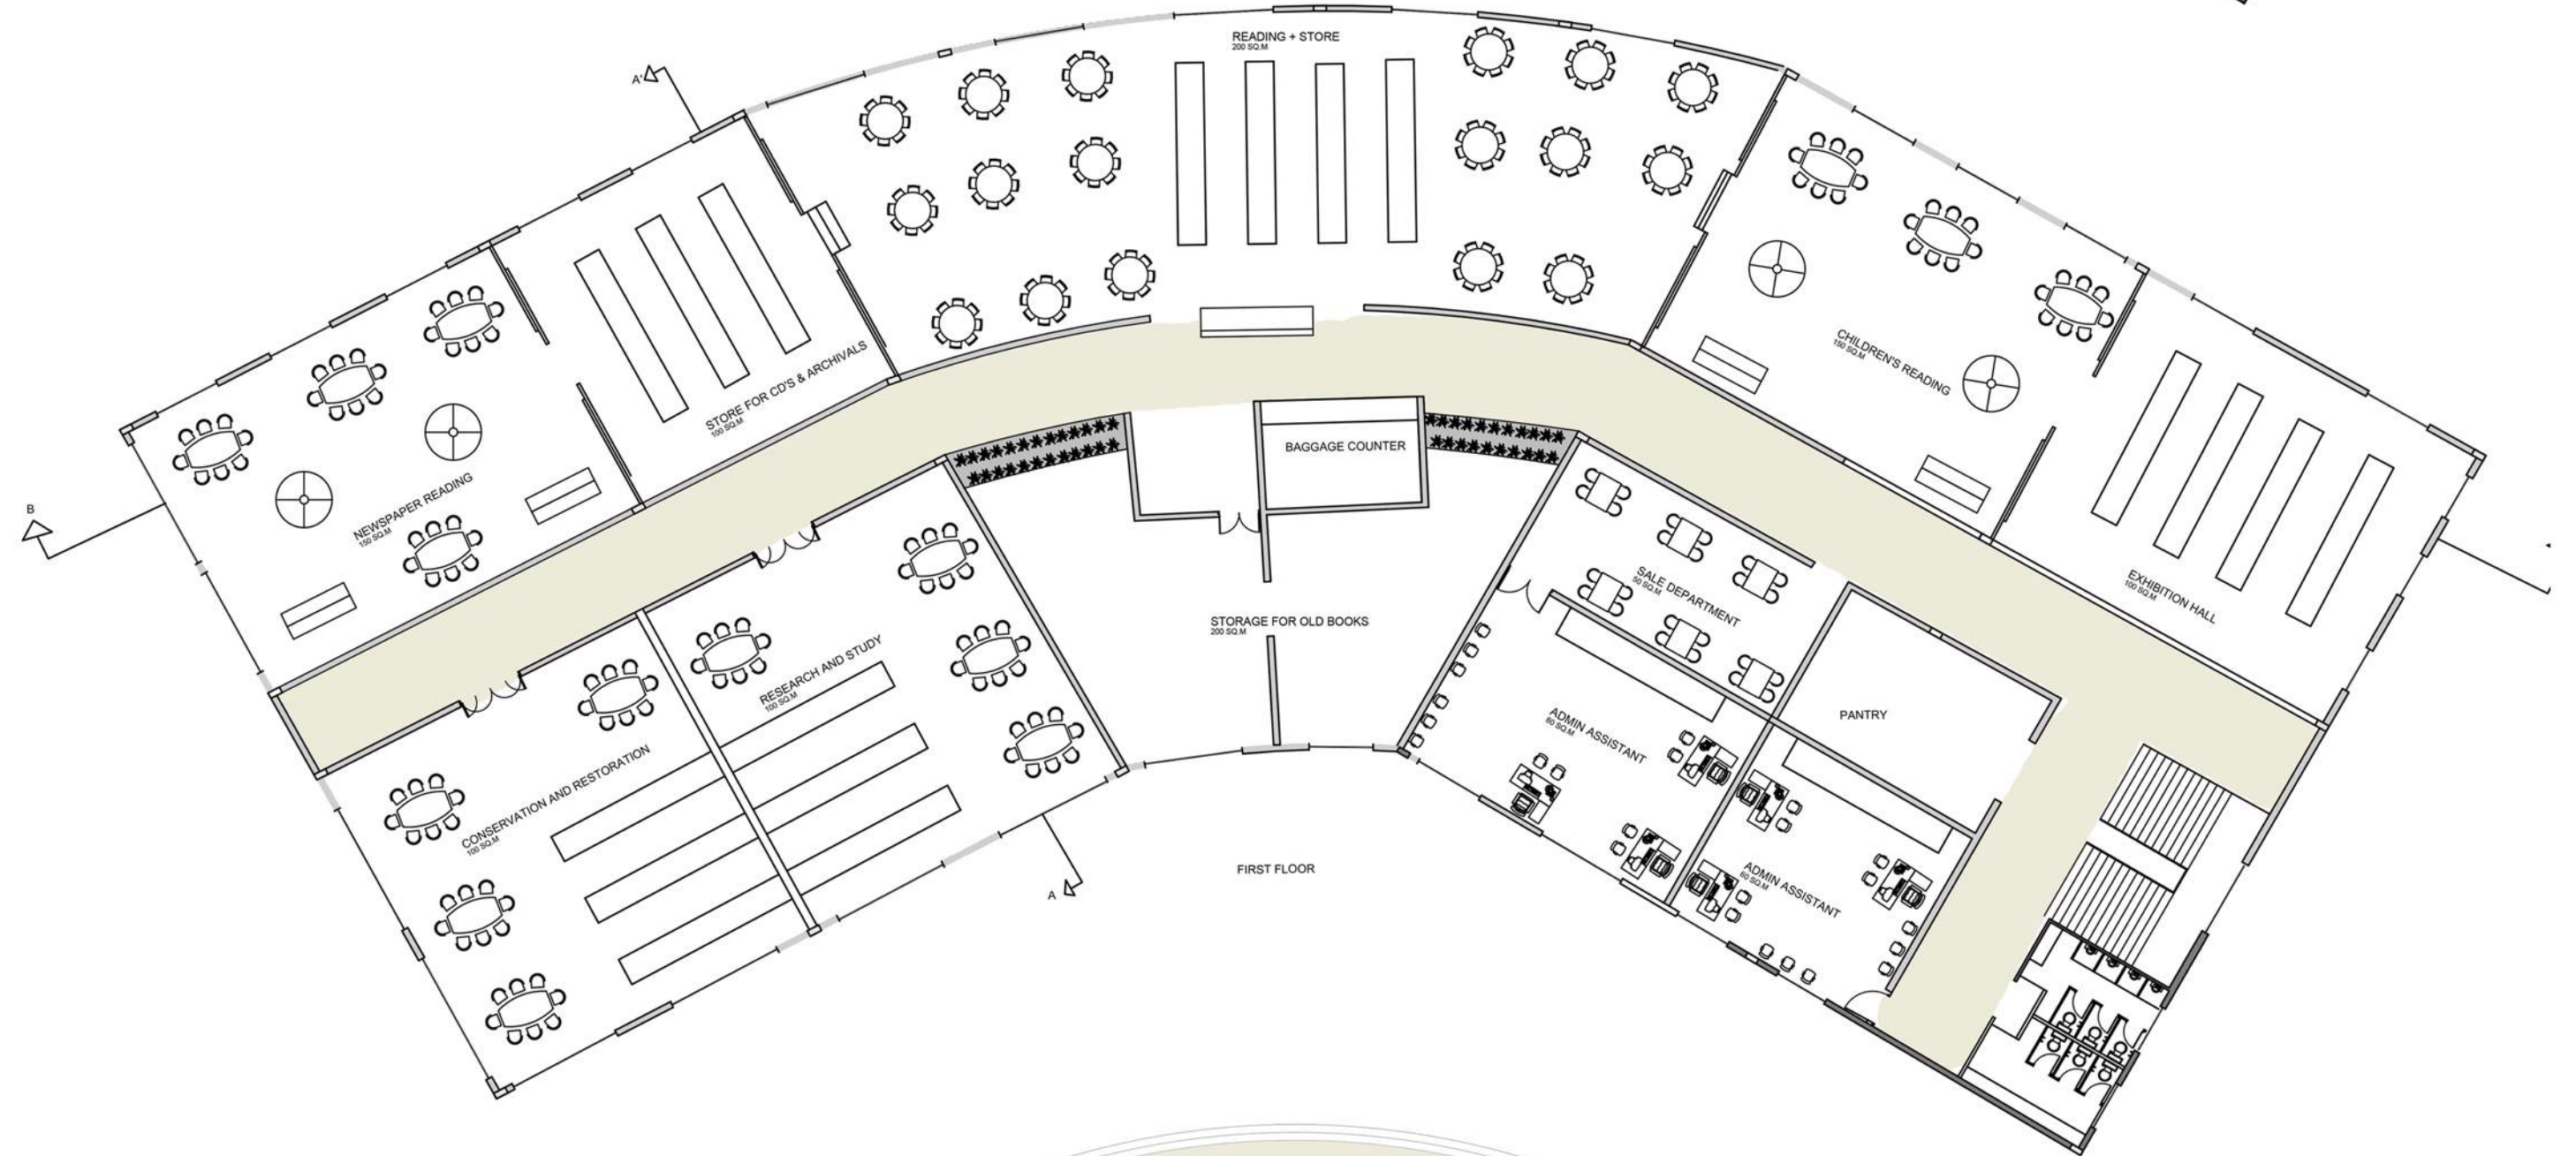 READING + STORE
200 SQ.M
A'
B
NEWSPAPER READING
150 SQ.M
STORE FOR CD'S & ARCHIVALS
100 SQ.M
CHILDREN'S READING
150 SQ.M
EXHIBITION HALL
100 SQ.M
BAGGAGE COUNTER
STORAGE FOR OLD BOOKS
200 SQ.M
SALE DEPARTMENT
50 SQ.M
RESEARCH AND STUDY
100 SQ.M
CONSERVATION AND RESTORATION
100 SQ.M
ADMIN ASSISTANT
80 SQ.M
PANTRY
ADMIN ASSISTANT
60 SQ.M
A
FIRST FLOOR